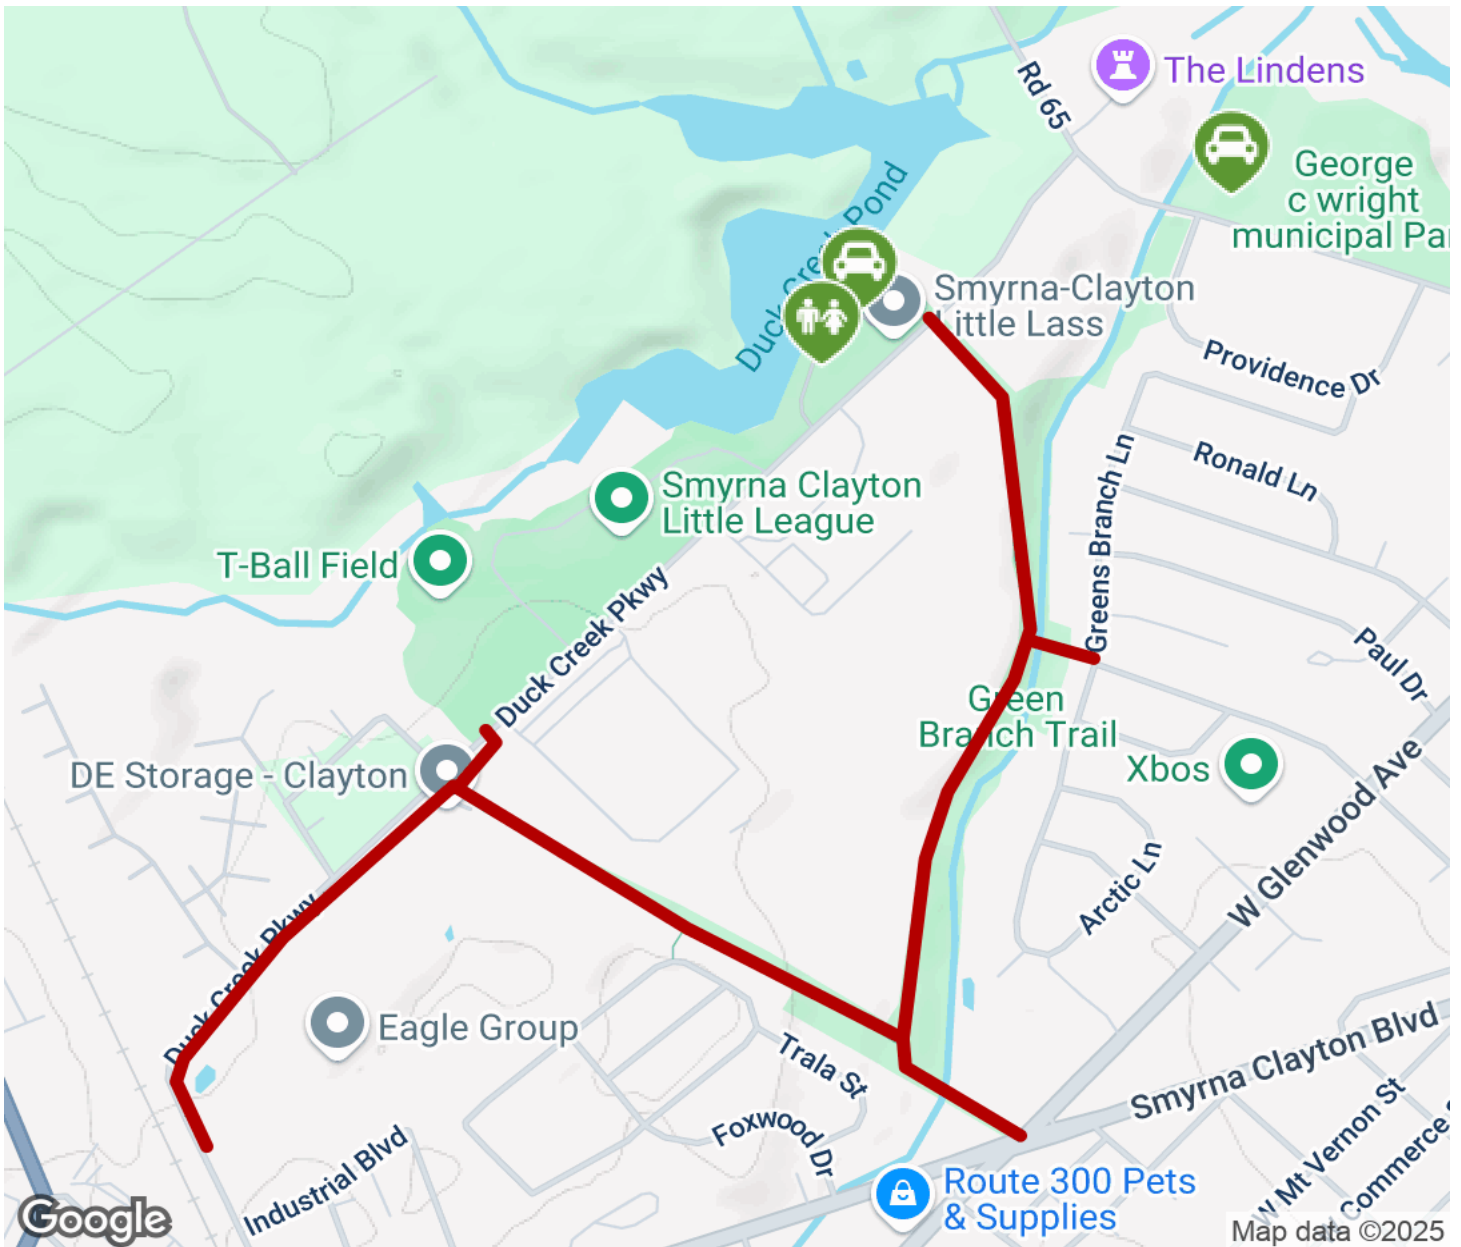 The Lindens
Rd 65
George
c wright
municipal Pa
Duck Creek Pond
Smyrna-Clayton
Little Lass
Providence Dr
Ronald Ln
Greens Branch Ln
Smyrna Clayton
Little League
T-Ball Field
Duck Creek Pkwy
Paul Dr
Green
Branch Trail
Xbos
DE Storage - Clayton
W Glenwood Ave
Arctic Ln
Duck Creek Pkwy
Eagle Group
Trala St
Smyrna Clayton Blvd
Foxwood Dr
W Mt Vernon St
Commerce
Industrial Blvd
Route 300 Pets
& Supplies
Google
Map data ©2025